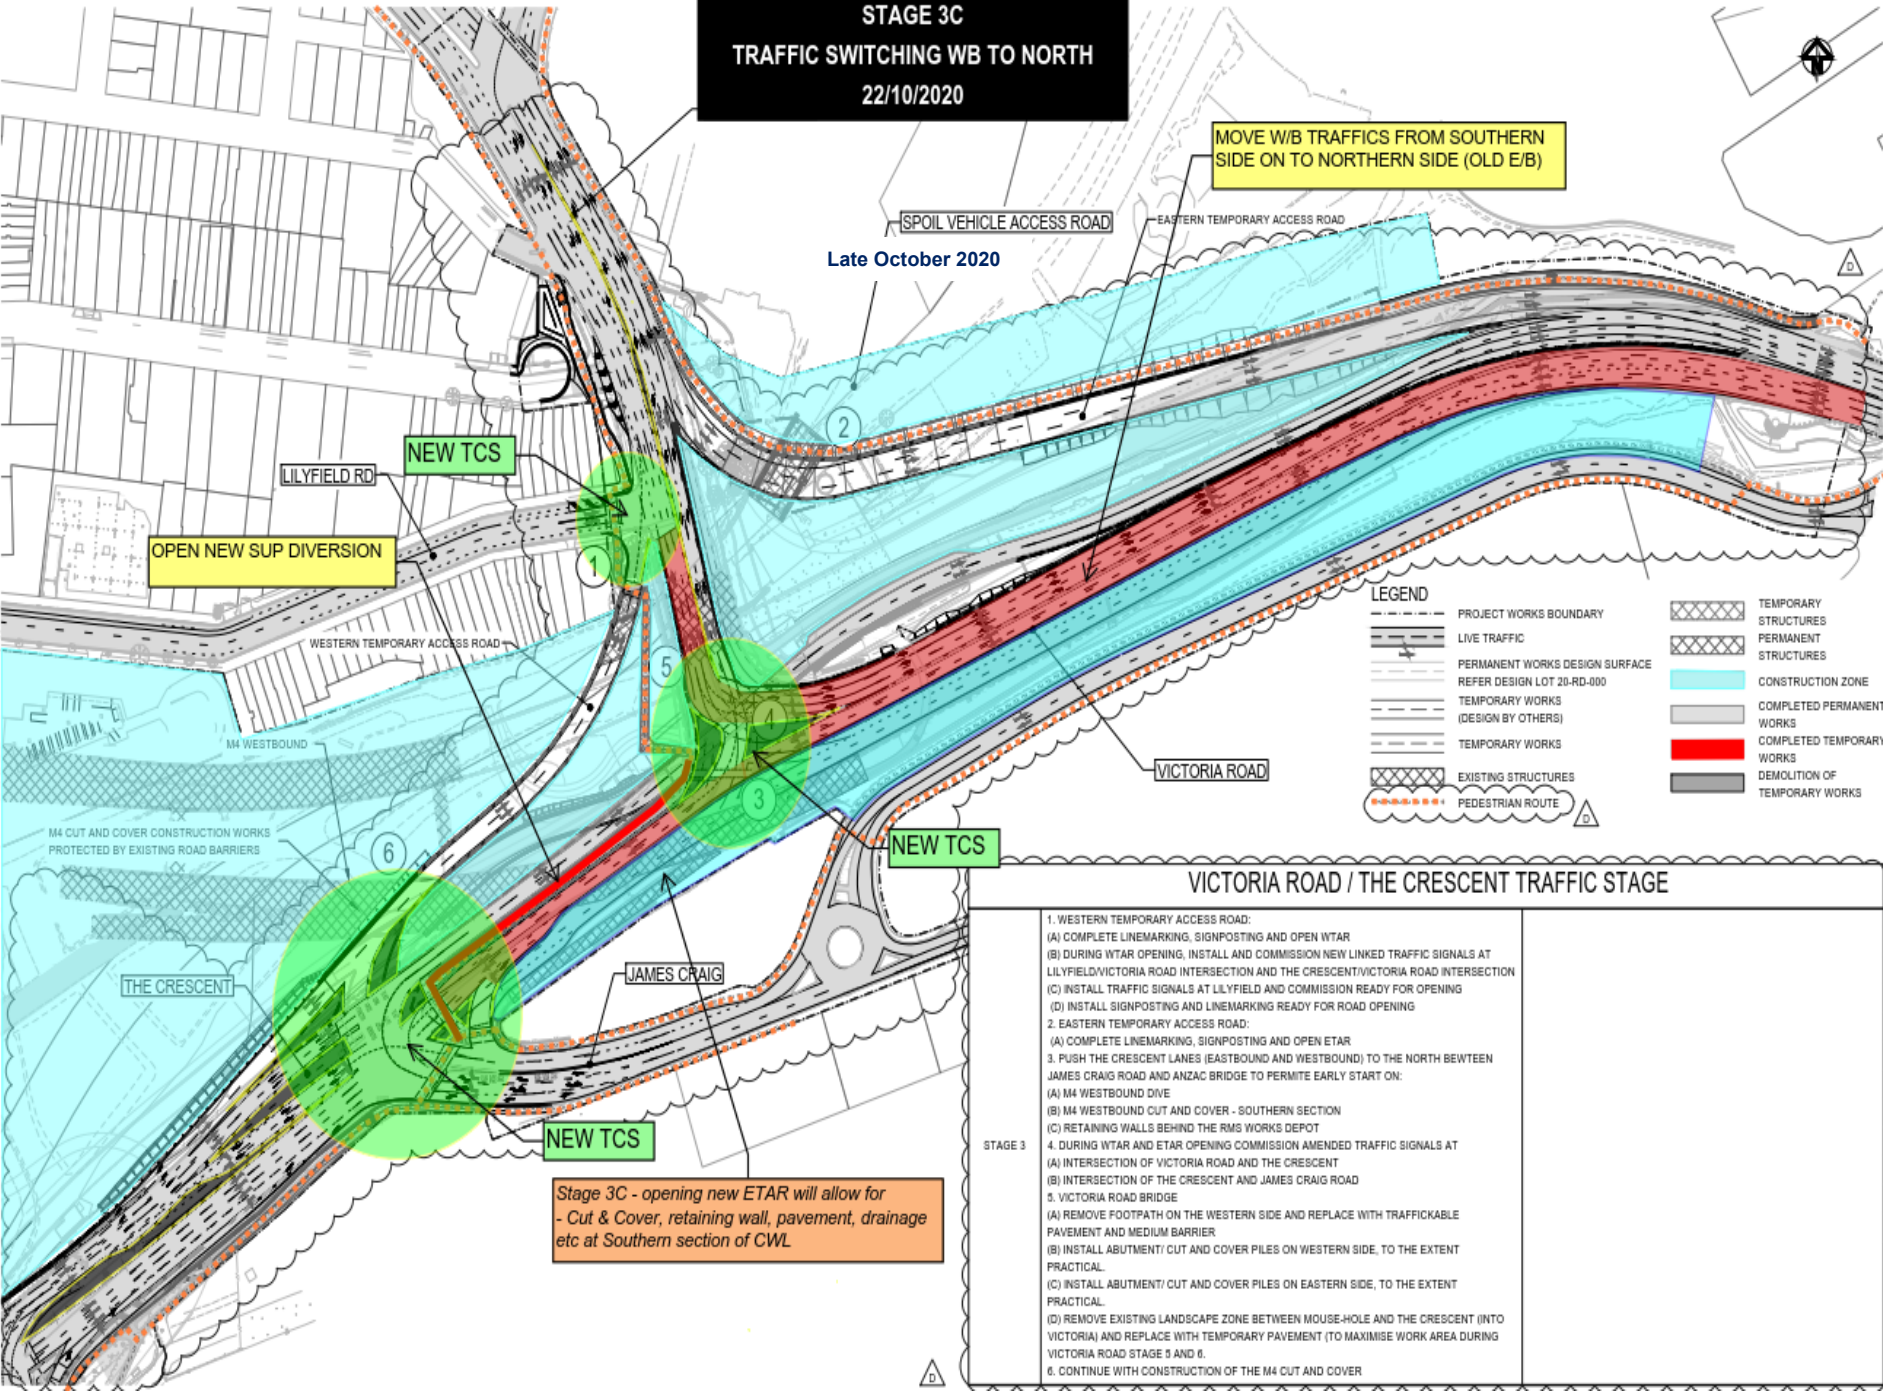 STAGE 3C
TRAFFIC SWITCHING WB TO NORTH
22/10/2020
N
MOVE W/B TRAFFICS FROM SOUTHERN
SIDE ON TO NORTHERN SIDE (OLD E/B)
SPOIL VEHICLE ACCESS ROAD
EASTERN TEMPORARY ACCESS ROAD
Late October 2020
D
2
NEW TCS
LILYFIELD RD
OPEN NEW SUP DIVERSION
1
WESTERN TEMPORARY ACCESS ROAD
5
4
3
M4 WESTBOUND
VICTORIA ROAD
M4 CUT AND COVER CONSTRUCTION WORKS
PROTECTED BY EXISTING ROAD BARRIERS
6
NEW TCS
THE CRESCENT
JAMES CRAIG
NEW TCS
Stage 3C - opening new ETAR will allow for
- Cut & Cover, retaining wall, pavement, drainage
etc at Southern section of CWL
LEGEND
PROJECT WORKS BOUNDARY
LIVE TRAFFIC
PERMANENT WORKS DESIGN SURFACE
REFER DESIGN LOT 20-RD-000
TEMPORARY WORKS
(DESIGN BY OTHERS)
TEMPORARY WORKS
EXISTING STRUCTURES
PEDESTRIAN ROUTE
D
TEMPORARY
STRUCTURES
PERMANENT
STRUCTURES
CONSTRUCTION ZONE
COMPLETED PERMANENT
WORKS
COMPLETED TEMPORARY
WORKS
DEMOLITION OF
TEMPORARY WORKS
VICTORIA ROAD / THE CRESCENT TRAFFIC STAGE
STAGE 3
1. WESTERN TEMPORARY ACCESS ROAD:
(A) COMPLETE LINEMARKING, SIGNPOSTING AND OPEN WTAR
(B) DURING WTAR OPENING, INSTALL AND COMMISSION NEW LINKED TRAFFIC SIGNALS AT
LILYFIELD/VICTORIA ROAD INTERSECTION AND THE CRESCENT/VICTORIA ROAD INTERSECTION
(C) INSTALL TRAFFIC SIGNALS AT LILYFIELD AND COMMISSION READY FOR OPENING
(D) INSTALL SIGNPOSTING AND LINEMARKING READY FOR ROAD OPENING
2. EASTERN TEMPORARY ACCESS ROAD:
(A) COMPLETE LINEMARKING, SIGNPOSTING AND OPEN ETAR
3. PUSH THE CRESCENT LANES (EASTBOUND AND WESTBOUND) TO THE NORTH BEWTEEN
JAMES CRAIG ROAD AND ANZAC BRIDGE TO PERMITE EARLY START ON:
(A) M4 WESTBOUND DIVE
(B) M4 WESTBOUND CUT AND COVER - SOUTHERN SECTION
(C) RETAINING WALLS BEHIND THE RMS WORKS DEPOT
4. DURING WTAR AND ETAR OPENING COMMISSION AMENDED TRAFFIC SIGNALS AT
(A) INTERSECTION OF VICTORIA ROAD AND THE CRESCENT
(B) INTERSECTION OF THE CRESCENT AND JAMES CRAIG ROAD
5. VICTORIA ROAD BRIDGE
(A) REMOVE FOOTPATH ON THE WESTERN SIDE AND REPLACE WITH TRAFFICKABLE
PAVEMENT AND MEDIUM BARRIER
(B) INSTALL ABUTMENT/ CUT AND COVER PILES ON WESTERN SIDE, TO THE EXTENT
PRACTICAL.
(C) INSTALL ABUTMENT/ CUT AND COVER PILES ON EASTERN SIDE, TO THE EXTENT
PRACTICAL.
(D) REMOVE EXISTING LANDSCAPE ZONE BETWEEN MOUSE-HOLE AND THE CRESCENT (INTO
VICTORIA) AND REPLACE WITH TEMPORARY PAVEMENT (TO MAXIMISE WORK AREA DURING
VICTORIA ROAD STAGE 5 AND 6.
6. CONTINUE WITH CONSTRUCTION OF THE M4 CUT AND COVER
D